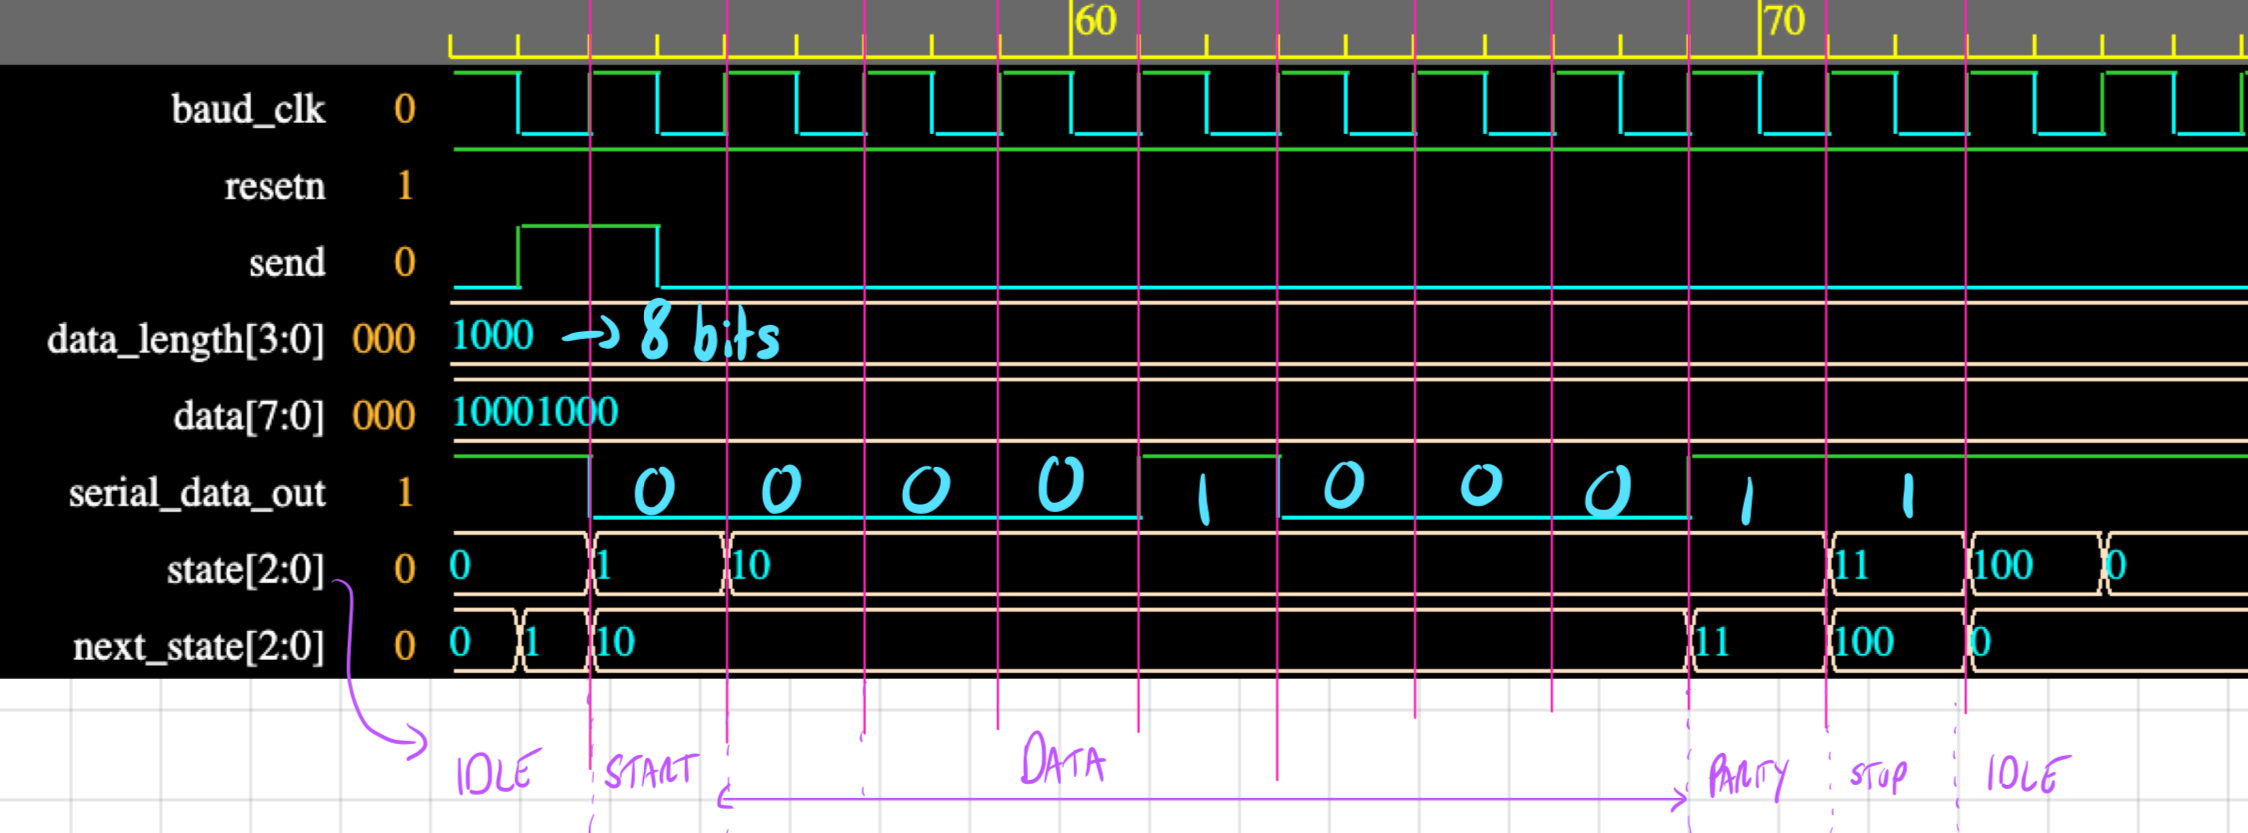 60 70
baud_clk 0
resetn 1
send 0
data_length[3:0] 000 1000 → 8 bits
data[7:0] 000 10001000
serial_data_out 1 0 0 0 0 1 0 0 0 1 1
state[2:0] 0 0 1 10 11 100 0
next_state[2:0] 0 0 1 10 11 100 0
IDLE START DATA PARITY STOP IDLE